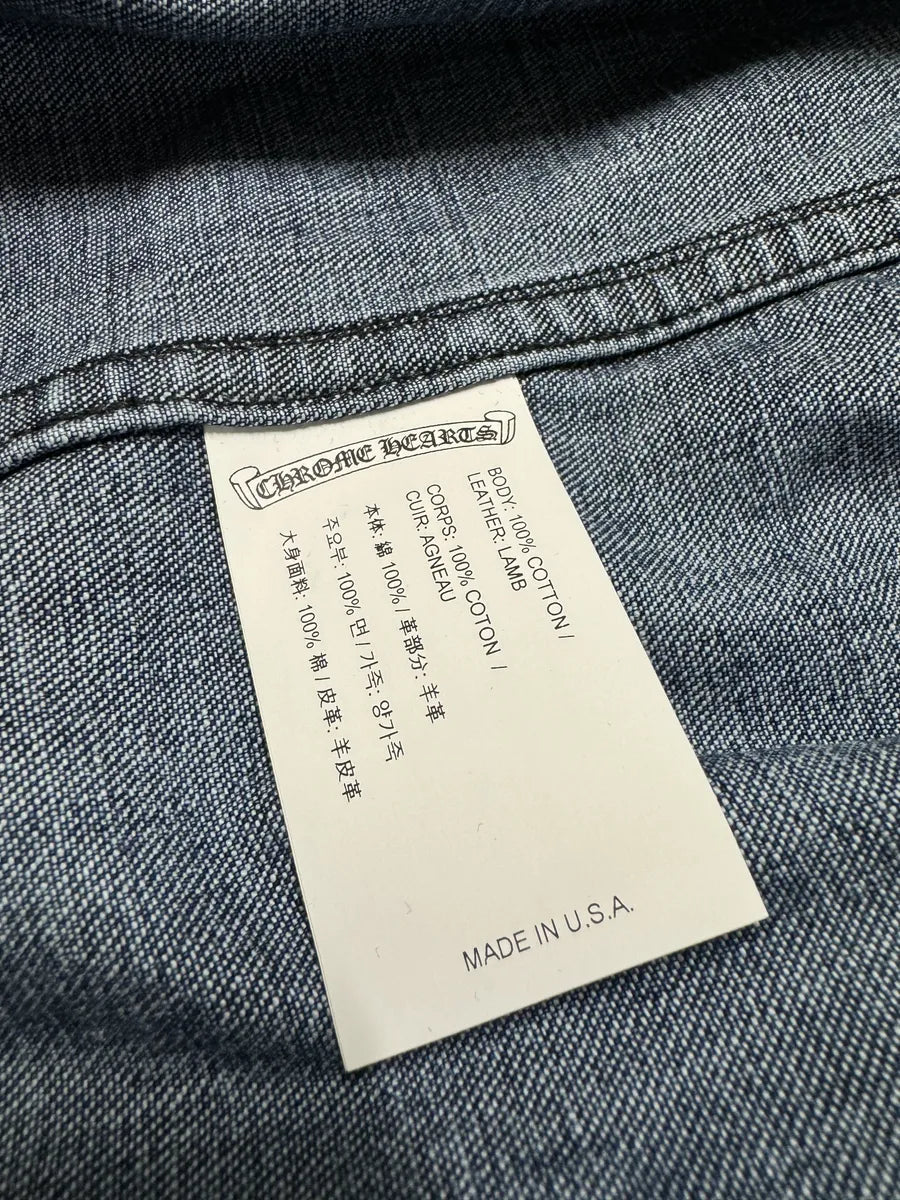 CHROME HEARTS
BODY: 100% COTTON /
LEATHER: LAMB
CORPS: 100% COTON /
CUIR: AGNEAU
本体: 綿 100% / 革部分: 羊革
주요부: 100% 면 / 가죽: 양가죽
大身面料: 100% 棉 / 皮革: 羊皮革
MADE IN U.S.A.